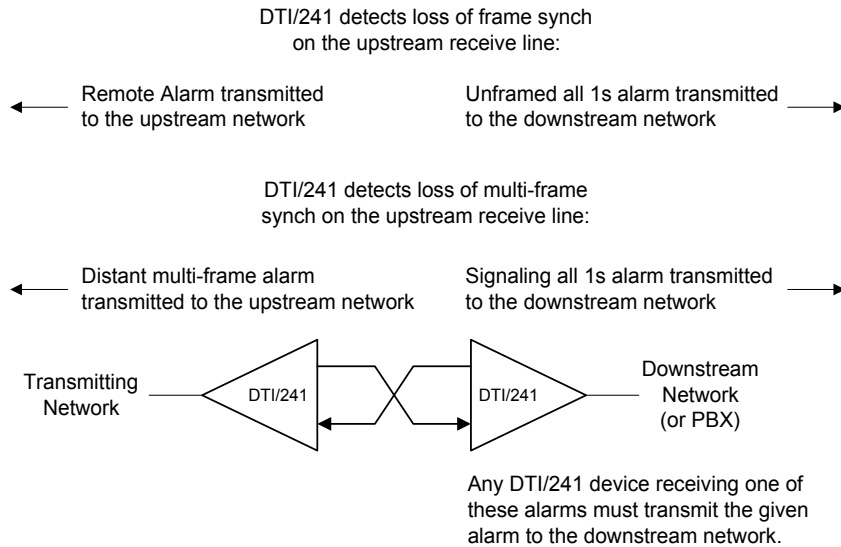 DTI/241 detects loss of frame synch
on the upstream receive line:
Remote Alarm transmitted
to the upstream network
Unframed all 1s alarm transmitted
to the downstream network
DTI/241 detects loss of multi-frame
synch on the upstream receive line:
Distant multi-frame alarm
transmitted to the upstream network
Signaling all 1s alarm transmitted
to the downstream network
Transmitting
Network
DTI/241
DTI/241
Downstream
Network
(or PBX)
Any DTI/241 device receiving one of
these alarms must transmit the given
alarm to the downstream network.